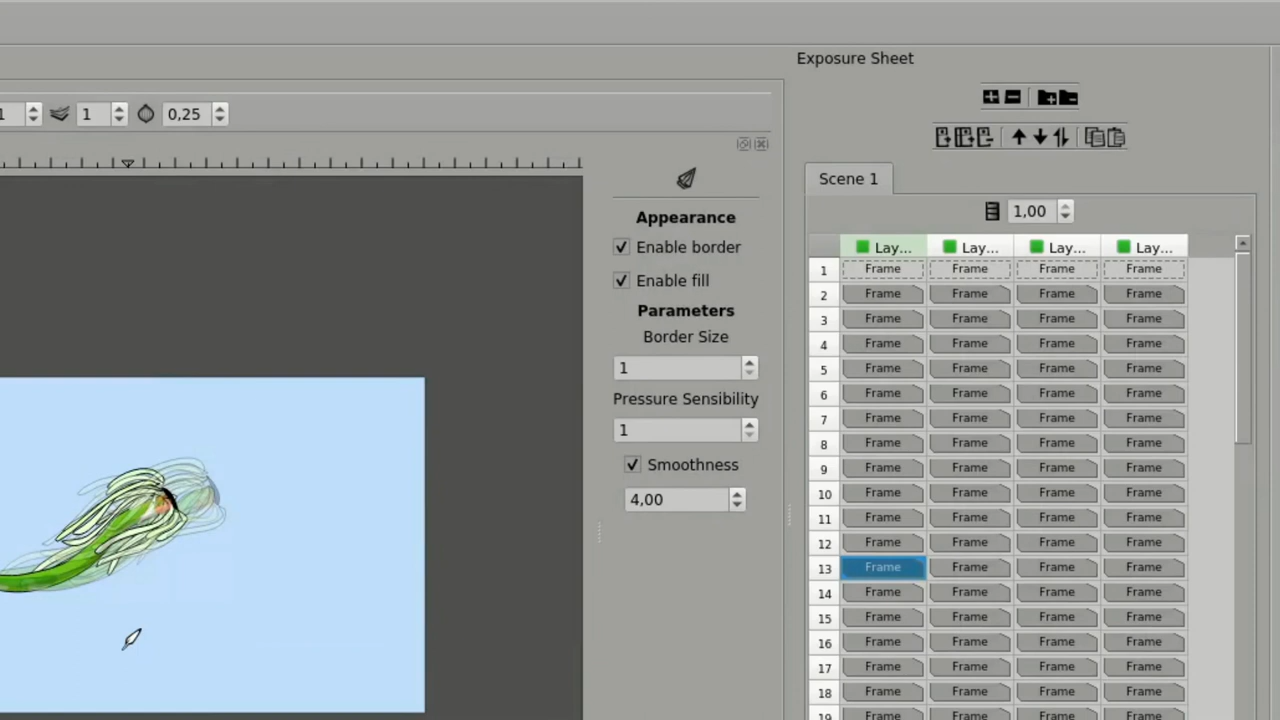 Exposure Sheet
1 1 0,25
Scene 1
1,00
Appearance
Enable border
Enable fill
Parameters
Border Size
1
Pressure Sensibility
1
Smoothness
4,00
Lay... Lay... Lay... Lay...
1 Frame Frame Frame Frame
2 Frame Frame Frame Frame
3 Frame Frame Frame Frame
4 Frame Frame Frame Frame
5 Frame Frame Frame Frame
6 Frame Frame Frame Frame
7 Frame Frame Frame Frame
8 Frame Frame Frame Frame
9 Frame Frame Frame Frame
10 Frame Frame Frame Frame
11 Frame Frame Frame Frame
12 Frame Frame Frame Frame
13 Frame Frame Frame Frame
14 Frame Frame Frame Frame
15 Frame Frame Frame Frame
16 Frame Frame Frame Frame
17 Frame Frame Frame Frame
18 Frame Frame Frame Frame
19 Frame Frame Frame Frame